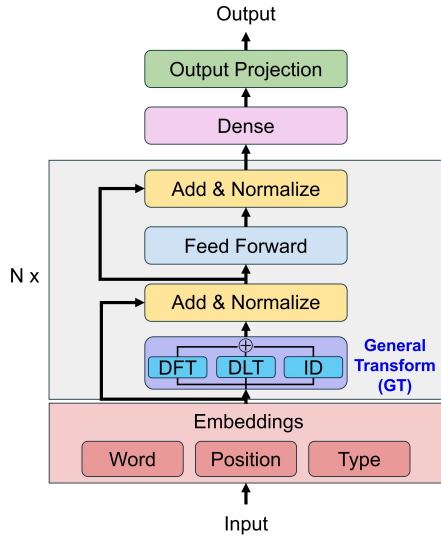 Output
Output Projection
Dense
Add & Normalize
Feed Forward
N x
Add & Normalize
General
Transform
(GT)
DFT DLT ID
Embeddings
Word Position Type
Input